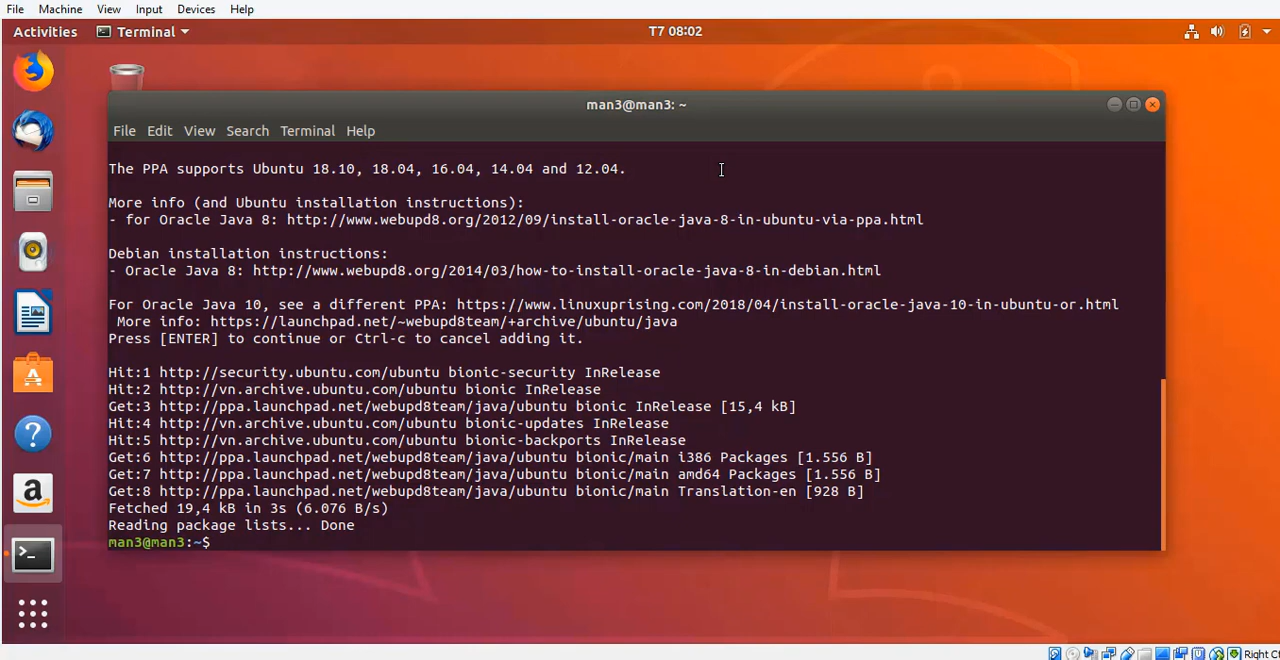 File Machine View Input Devices Help
Activities Terminal T7 08:02
man3@man3: ~
File Edit View Search Terminal Help
The PPA supports Ubuntu 18.10, 18.04, 16.04, 14.04 and 12.04.
More info (and Ubuntu installation instructions):
- for Oracle Java 8: http://www.webupd8.org/2012/09/install-oracle-java-8-in-ubuntu-via-ppa.html
Debian installation instructions:
- Oracle Java 8: http://www.webupd8.org/2014/03/how-to-install-oracle-java-8-in-debian.html
For Oracle Java 10, see a different PPA: https://www.linuxuprising.com/2018/04/install-oracle-java-10-in-ubuntu-or.html
More info: https://launchpad.net/~webupd8team/+archive/ubuntu/java
Press [ENTER] to continue or Ctrl-c to cancel adding it.
Hit:1 http://security.ubuntu.com/ubuntu bionic-security InRelease
Hit:2 http://vn.archive.ubuntu.com/ubuntu bionic InRelease
Get:3 http://ppa.launchpad.net/webupd8team/java/ubuntu bionic InRelease [15,4 kB]
Hit:4 http://vn.archive.ubuntu.com/ubuntu bionic-updates InRelease
Hit:5 http://vn.archive.ubuntu.com/ubuntu bionic-backports InRelease
Get:6 http://ppa.launchpad.net/webupd8team/java/ubuntu bionic/main i386 Packages [1.556 B]
Get:7 http://ppa.launchpad.net/webupd8team/java/ubuntu bionic/main amd64 Packages [1.556 B]
Get:8 http://ppa.launchpad.net/webupd8team/java/ubuntu bionic/main Translation-en [928 B]
Fetched 19,4 kB in 3s (6.076 B/s)
Reading package lists... Done
man3@man3:~$
Right Ct